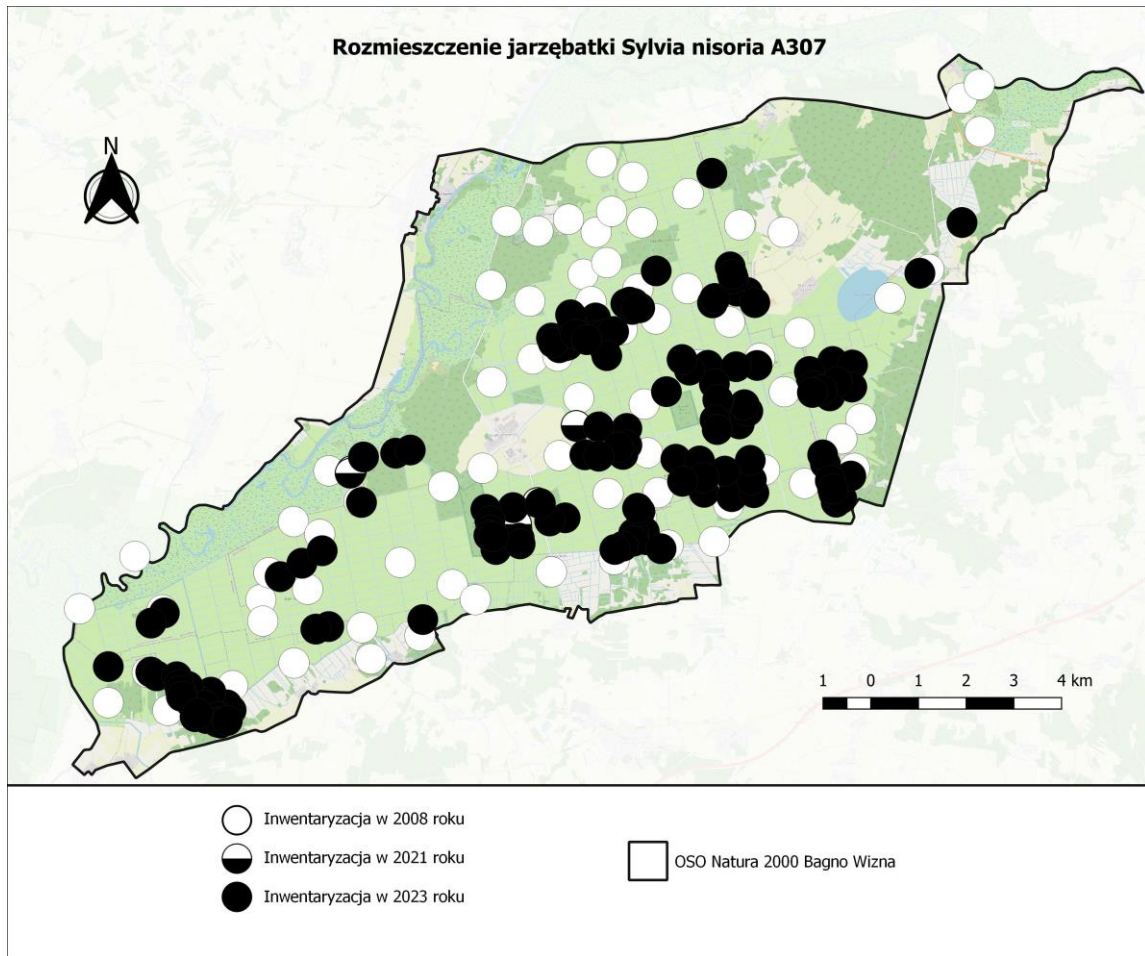 Rozmieszczenie jarzębatki Sylvia nisoria A307
N
1 0 1 2 3 4 km
Inwentaryzacja w 2008 roku
Inwentaryzacja w 2021 roku
Inwentaryzacja w 2023 roku
OSO Natura 2000 Bagno Wizna